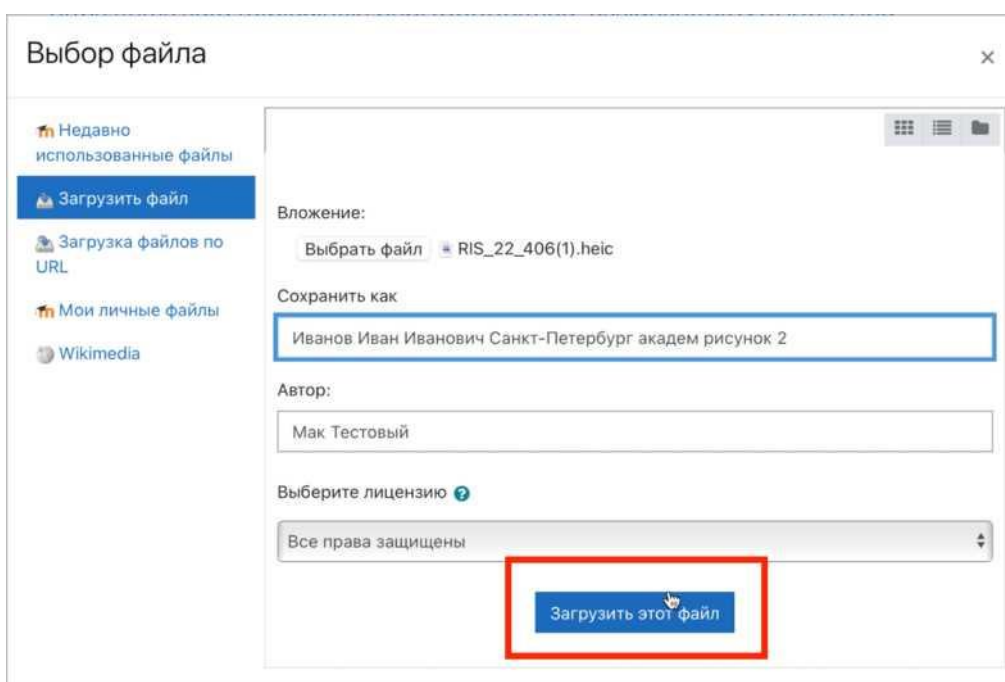 Выбор файла
Недавно
использованные файлы
Загрузить файл
Загрузка файлов по
URL
Мои личные файлы
Wikimedia
Вложение:
Выбрать файл RIS_22_406(1).heic
Сохранить как
Иванов Иван Иванович Санкт-Петербург академ рисунок 2
Автор:
Мак Тестовый
Выберите лицензию
Все права защищены
Загрузить этот файл